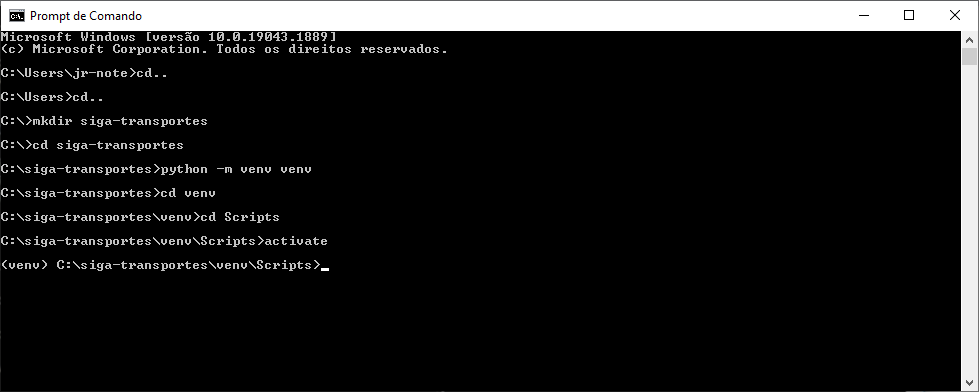 Prompt de Comando
Microsoft Windows [versão 10.0.19043.1889]
(c) Microsoft Corporation. Todos os direitos reservados.
C:\Users\jr-note>cd..
C:\Users>cd..
C:\>mkdir siga-transportes
C:\>cd siga-transportes
C:\siga-transportes>python -m venv venv
C:\siga-transportes>cd venv
C:\siga-transportes\venv>cd Scripts
C:\siga-transportes\venv\Scripts>activate
(venv) C:\siga-transportes\venv\Scripts>